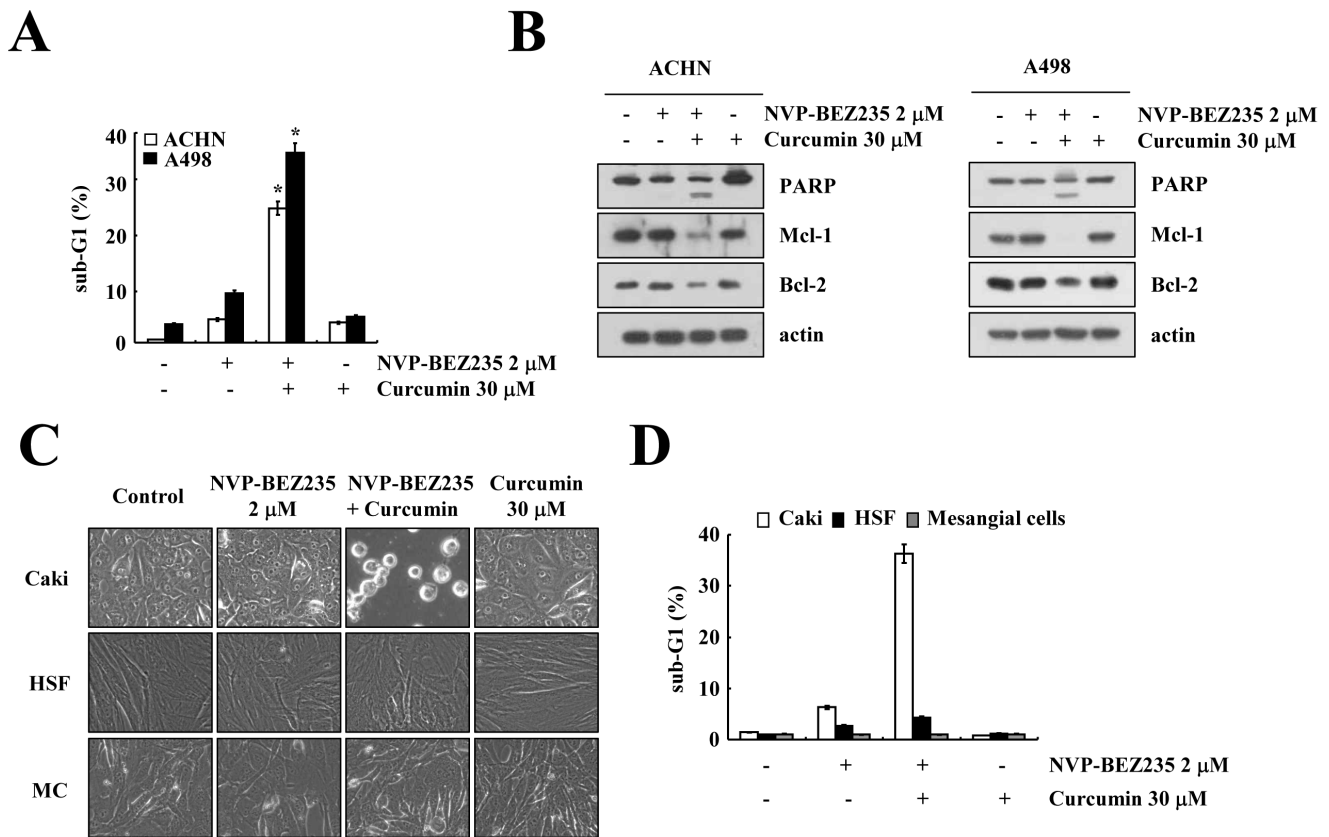 A
40
30
20
10
0
sub-G1 (%)
ACHN
A498
*
*
- + + - NVP-BEZ235 2 μM
- - + + Curcumin 30 μM
B
ACHN
- + + - NVP-BEZ235 2 μM
- - + + Curcumin 30 μM
PARP
Mcl-1
Bcl-2
actin
A498
- + + - NVP-BEZ235 2 μM
- - + + Curcumin 30 μM
PARP
Mcl-1
Bcl-2
actin
C
Control
NVP-BEZ235
2 μM
NVP-BEZ235
+ Curcumin
Curcumin
30 μM
Caki
HSF
MC
D
Caki HSF Mesangial cells
40
30
20
10
0
sub-G1 (%)
- + + - NVP-BEZ235 2 μM
- - + + Curcumin 30 μM